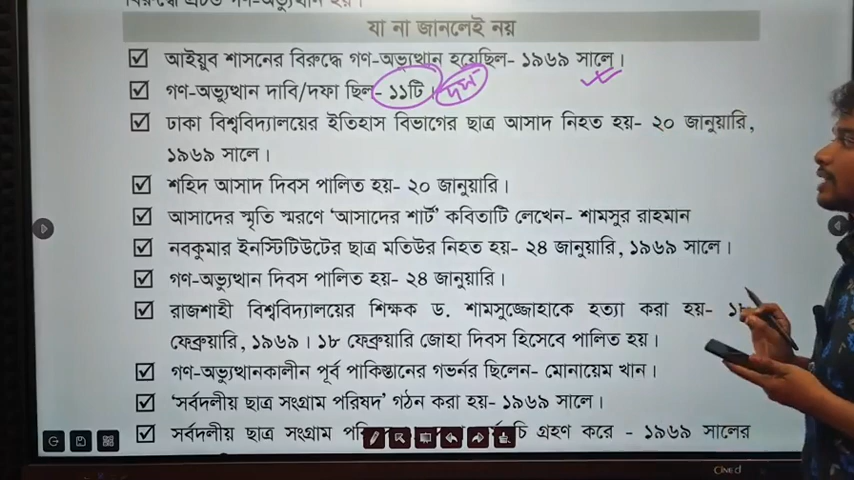 যা না জানলেই নয়
আইয়ুব শাসনের বিরুদ্ধে গণ-অভ্যুত্থান হয়েছিল- ১৯৬৯ সালে।
গণ-অভ্যুত্থান দাবি/দফা ছিল- ১১টি।
ঢাকা বিশ্ববিদ্যালয়ের ইতিহাস বিভাগের ছাত্র আসাদ নিহত হয়- ২০ জানুয়ারি,
১৯৬৯ সালে।
শহিদ আসাদ দিবস পালিত হয়- ২০ জানুয়ারি।
আসাদের স্মৃতি স্মরণে ‘আসাদের শার্ট’ কবিতাটি লেখেন- শামসুর রাহমান
নবকুমার ইনস্টিটিউটের ছাত্র মতিউর নিহত হয়- ২৪ জানুয়ারি, ১৯৬৯ সালে।
গণ-অভ্যুত্থান দিবস পালিত হয়- ২৪ জানুয়ারি।
রাজশাহী বিশ্ববিদ্যালয়ের শিক্ষক ড. শামসুজ্জোহাকে হত্যা করা হয়-
ফেব্রুয়ারি, ১৯৬৯। ১৮ ফেব্রুয়ারি জোহা দিবস হিসেবে পালিত হয়।
গণ-অভ্যুত্থানকালীন পূর্ব পাকিস্তানের গভর্নর ছিলেন- মোনায়েম খান।
‘সর্বদলীয় ছাত্র সংগ্রাম পরিষদ’ গঠন করা হয়- ১৯৬৯ সালে।
সর্বদলীয় ছাত্র সংগ্রাম গ্রহণ করে - ১৯৬৯ সালের